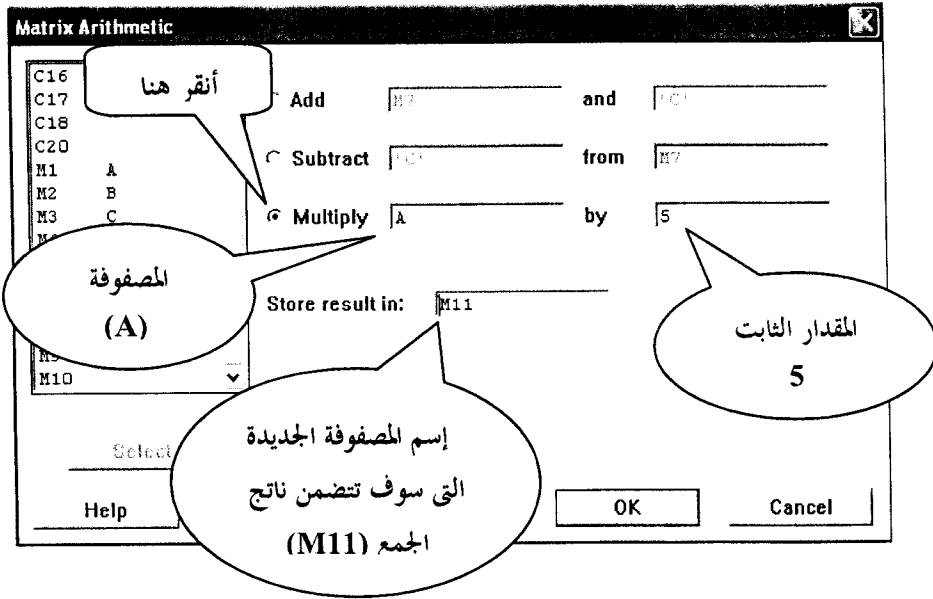 Matrix Arithmetic
أنقر هنا
C16
C17
C18
C20
M1 A
M2 B
M3 C
M10
Add M7 and 'C'
Subtract 'C' from M7
Multiply A by 5
Store result in: M11
المصفوفة
(A)
المقدار الثابت
5
إسم المصفوفة الجديدة
التى سوف تتضمن ناتج
الجمع (M11)
Select
Help
OK
Cancel